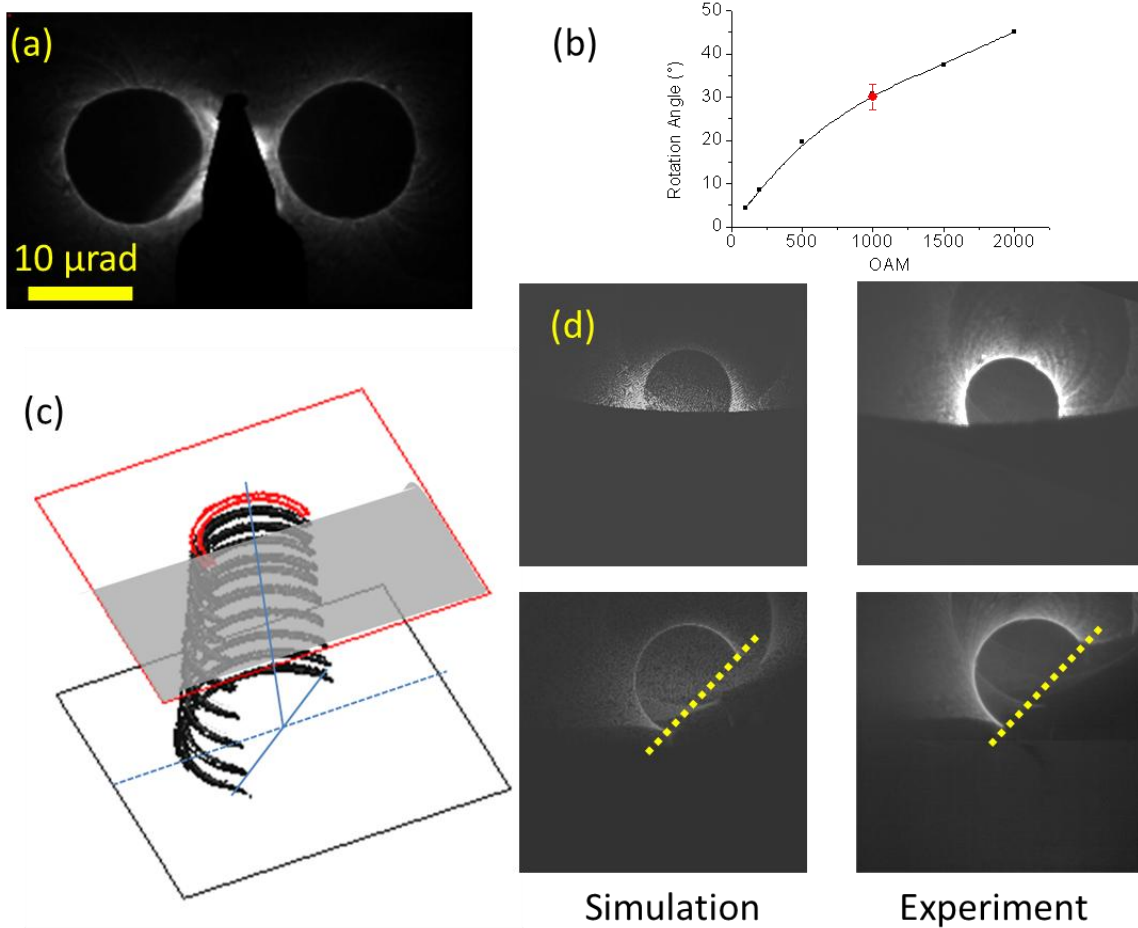 (a)
10 μrad
(b)
50
40
30
20
10
0
Rotation Angle (°)
0 500 1000 1500 2000
OAM
(c)
(d)
Simulation
Experiment